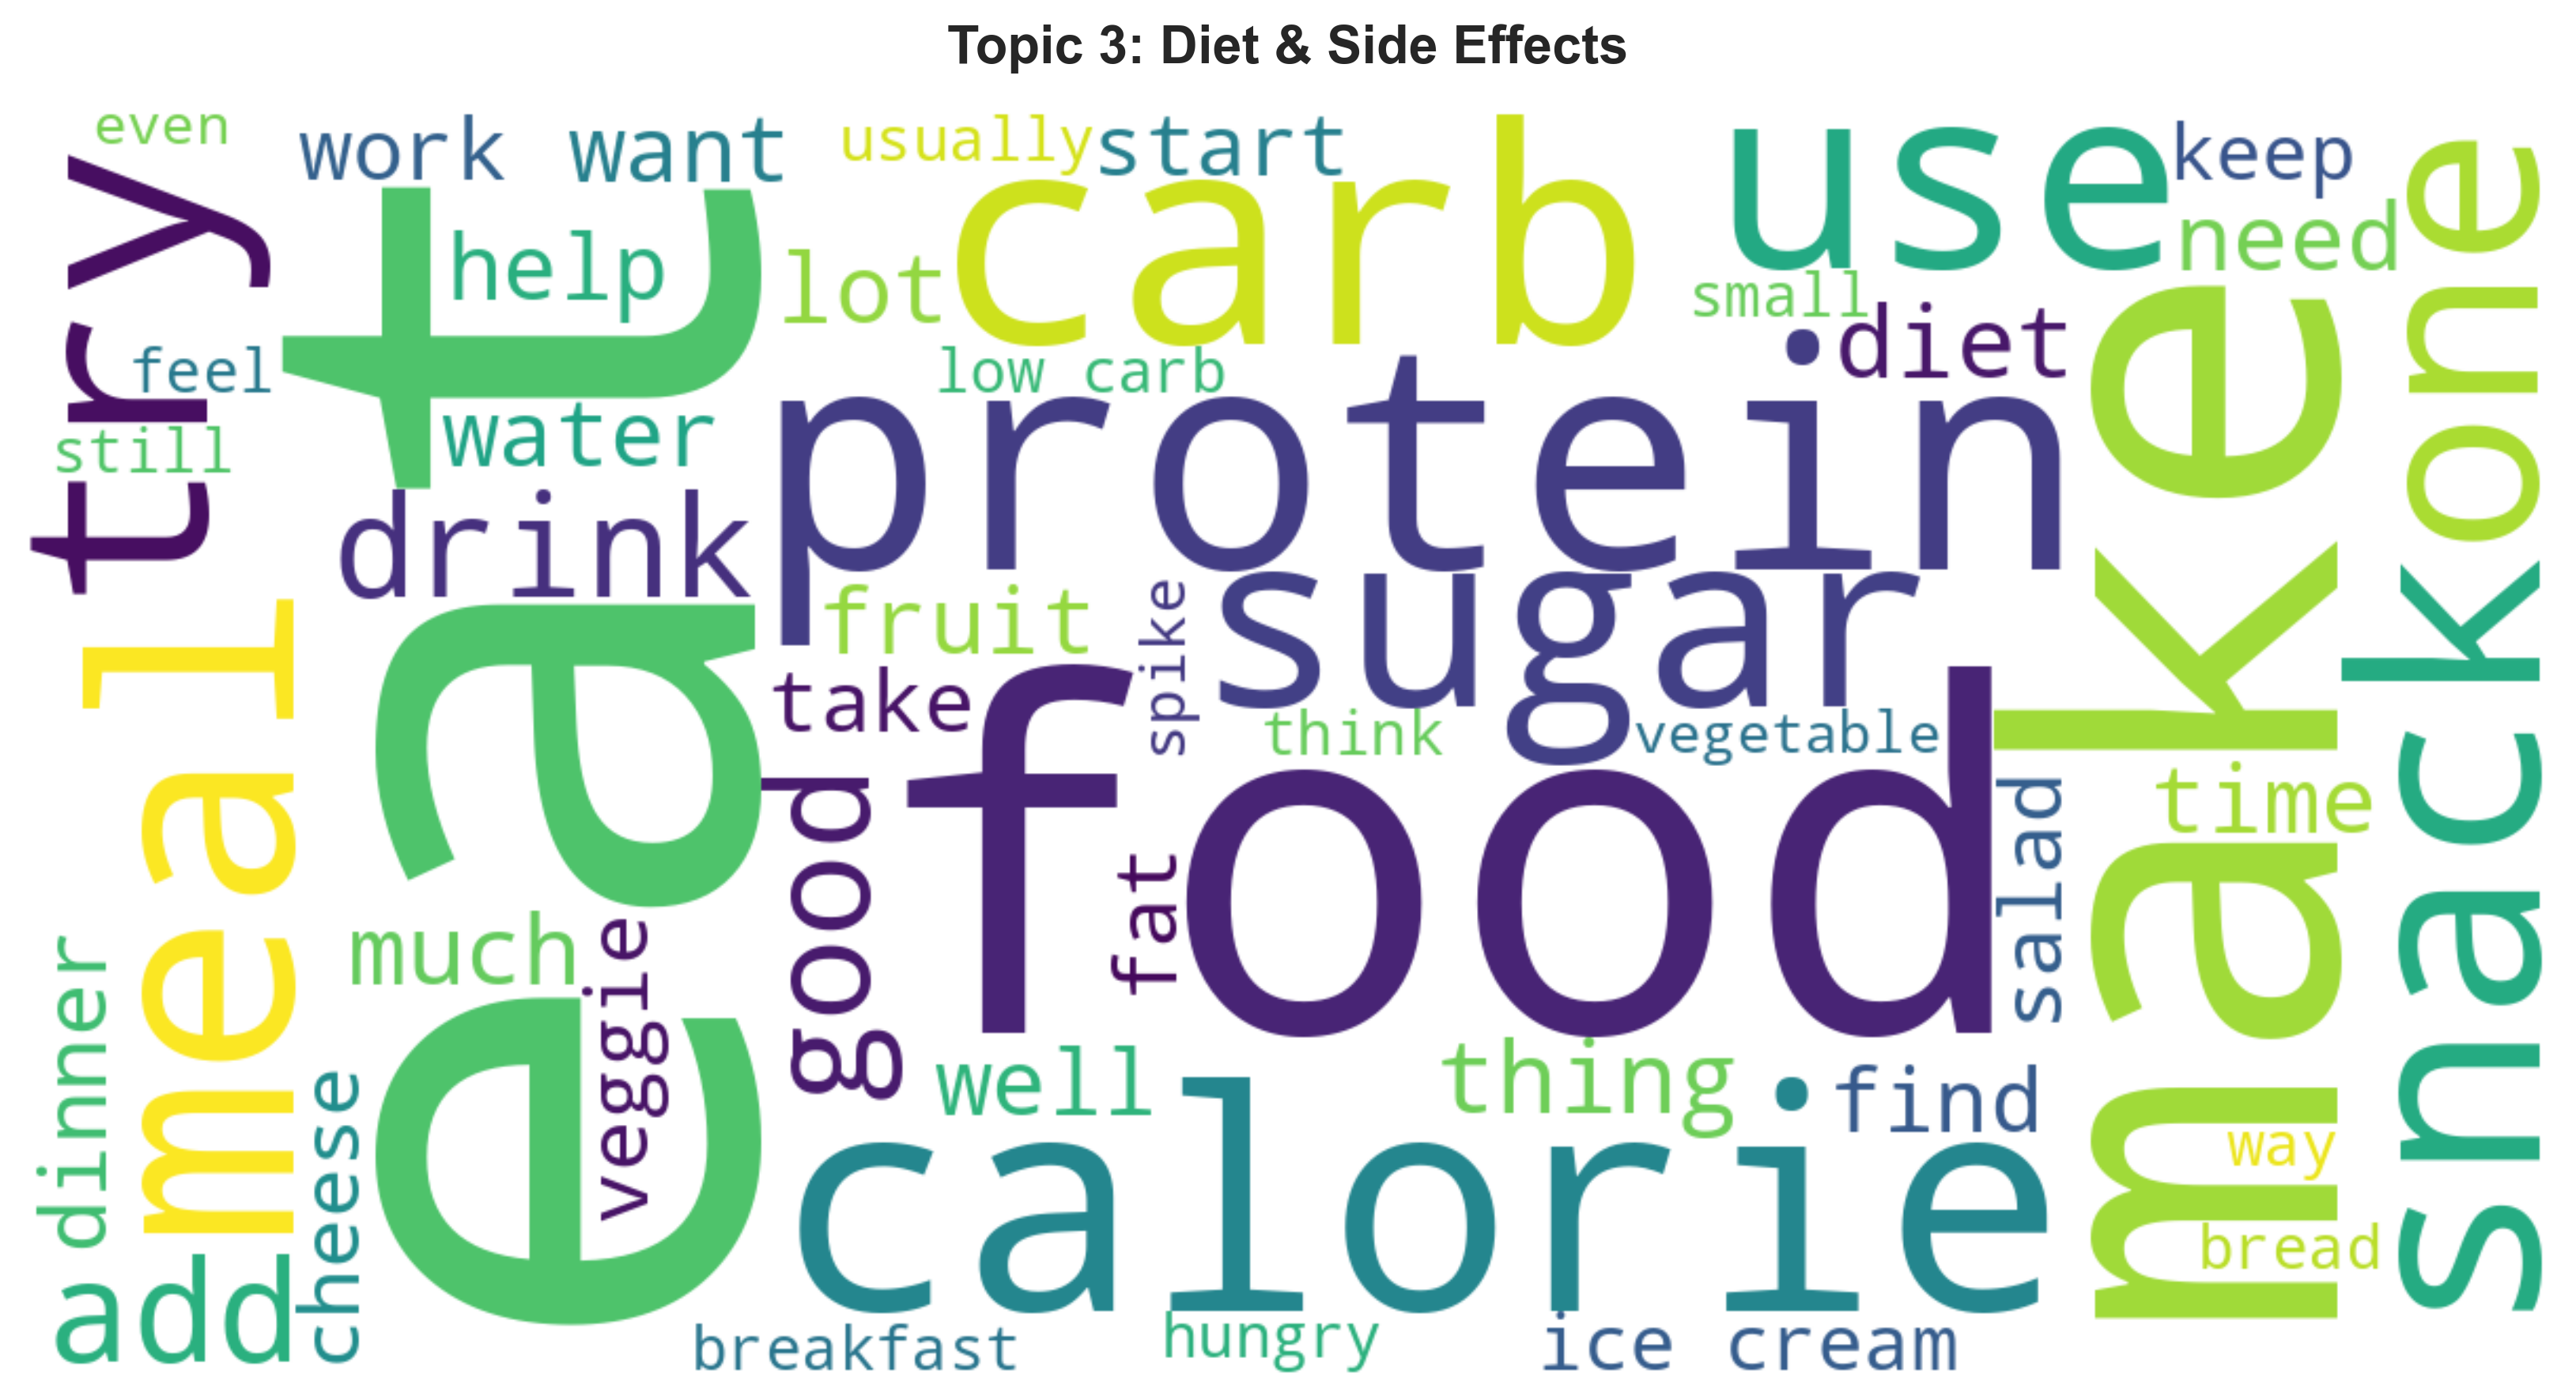 Topic 3: Diet & Side Effects
even
work
want
usually
start
use
keep
one
try
help
lot
carb
need
small
diet
feel
eat
low carb
make
still
water
protein
drink
fruit
spike
sugar
snack
meal
take
think
vegetable
good
food
fat
salad
time
dinner
much
veggie
well
thing
find
cheese
calorie
way
add
bread
breakfast
hungry
ice cream